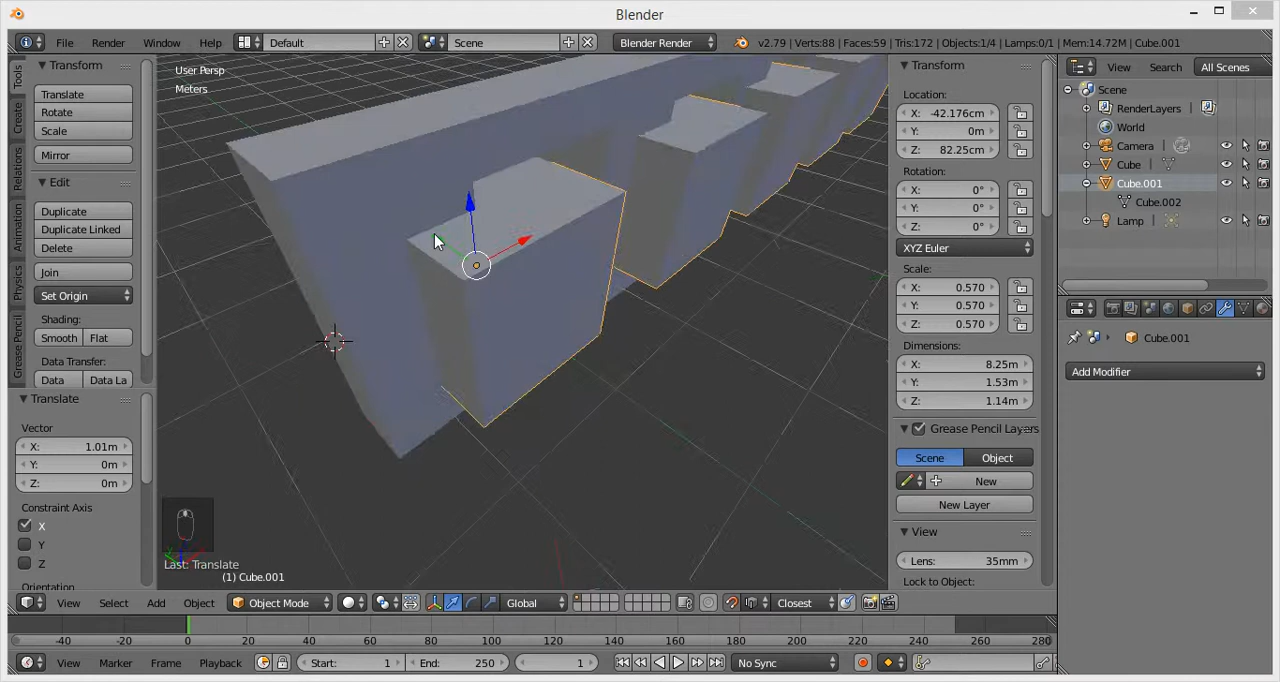 Blender
File Render Window Help Default Scene Blender Render v2.79 | Verts:88 | Faces:59 | Tris:172 | Objects:1/4 | Lamps:0/1 | Mem:14.72M | Cube.001
Tools
Create
Relations
Animation
Physics
Grease Pencil
Transform
Translate
Rotate
Scale
Mirror
Edit
Duplicate
Duplicate Linked
Delete
Join
Set Origin
Shading:
Smooth Flat
Data Transfer:
Data Data La
Translate
Vector
X: 1.01m
Y: 0m
Z: 0m
Constraint Axis
X
Y
Z
User Persp
Meters
Last: Translate
(1) Cube.001
Transform
Location:
X: -42.176cm
Y: 0m
Z: 82.25cm
Rotation:
X: 0°
Y: 0°
Z: 0°
XYZ Euler
Scale:
X: 0.570
Y: 0.570
Z: 0.570
Dimensions:
X: 8.25m
Y: 1.53m
Z: 1.14m
Grease Pencil Layers
Scene Object
New
New Layer
View
Lens: 35mm
Lock to Object:
View Search All Scenes
Scene
RenderLayers
World
Camera
Cube
Cube.001
Cube.002
Lamp
Cube.001
Add Modifier
View Select Add Object Object Mode Global Closest
-40 -20 0 20 40 60 80 100 120 140 160 180 200 220 240 260 280
View Marker Frame Playback Start: 1 End: 250 1 No Sync